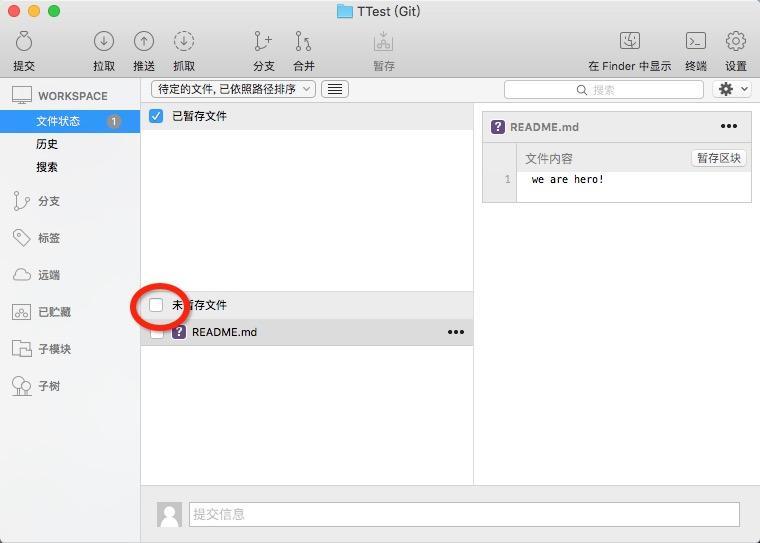 TTest (Git)
提交
拉取
推送
抓取
分支
合并
暂存
在 Finder 中显示
终端
设置
WORKSPACE
文件状态 1
历史
搜索
分支
标签
远端
已贮藏
子模块
子树
待定的文件, 已依照路径排序
搜索
已暂存文件
未暂存文件
? README.md
? README.md
文件内容
暂存区块
1 we are hero!
提交信息